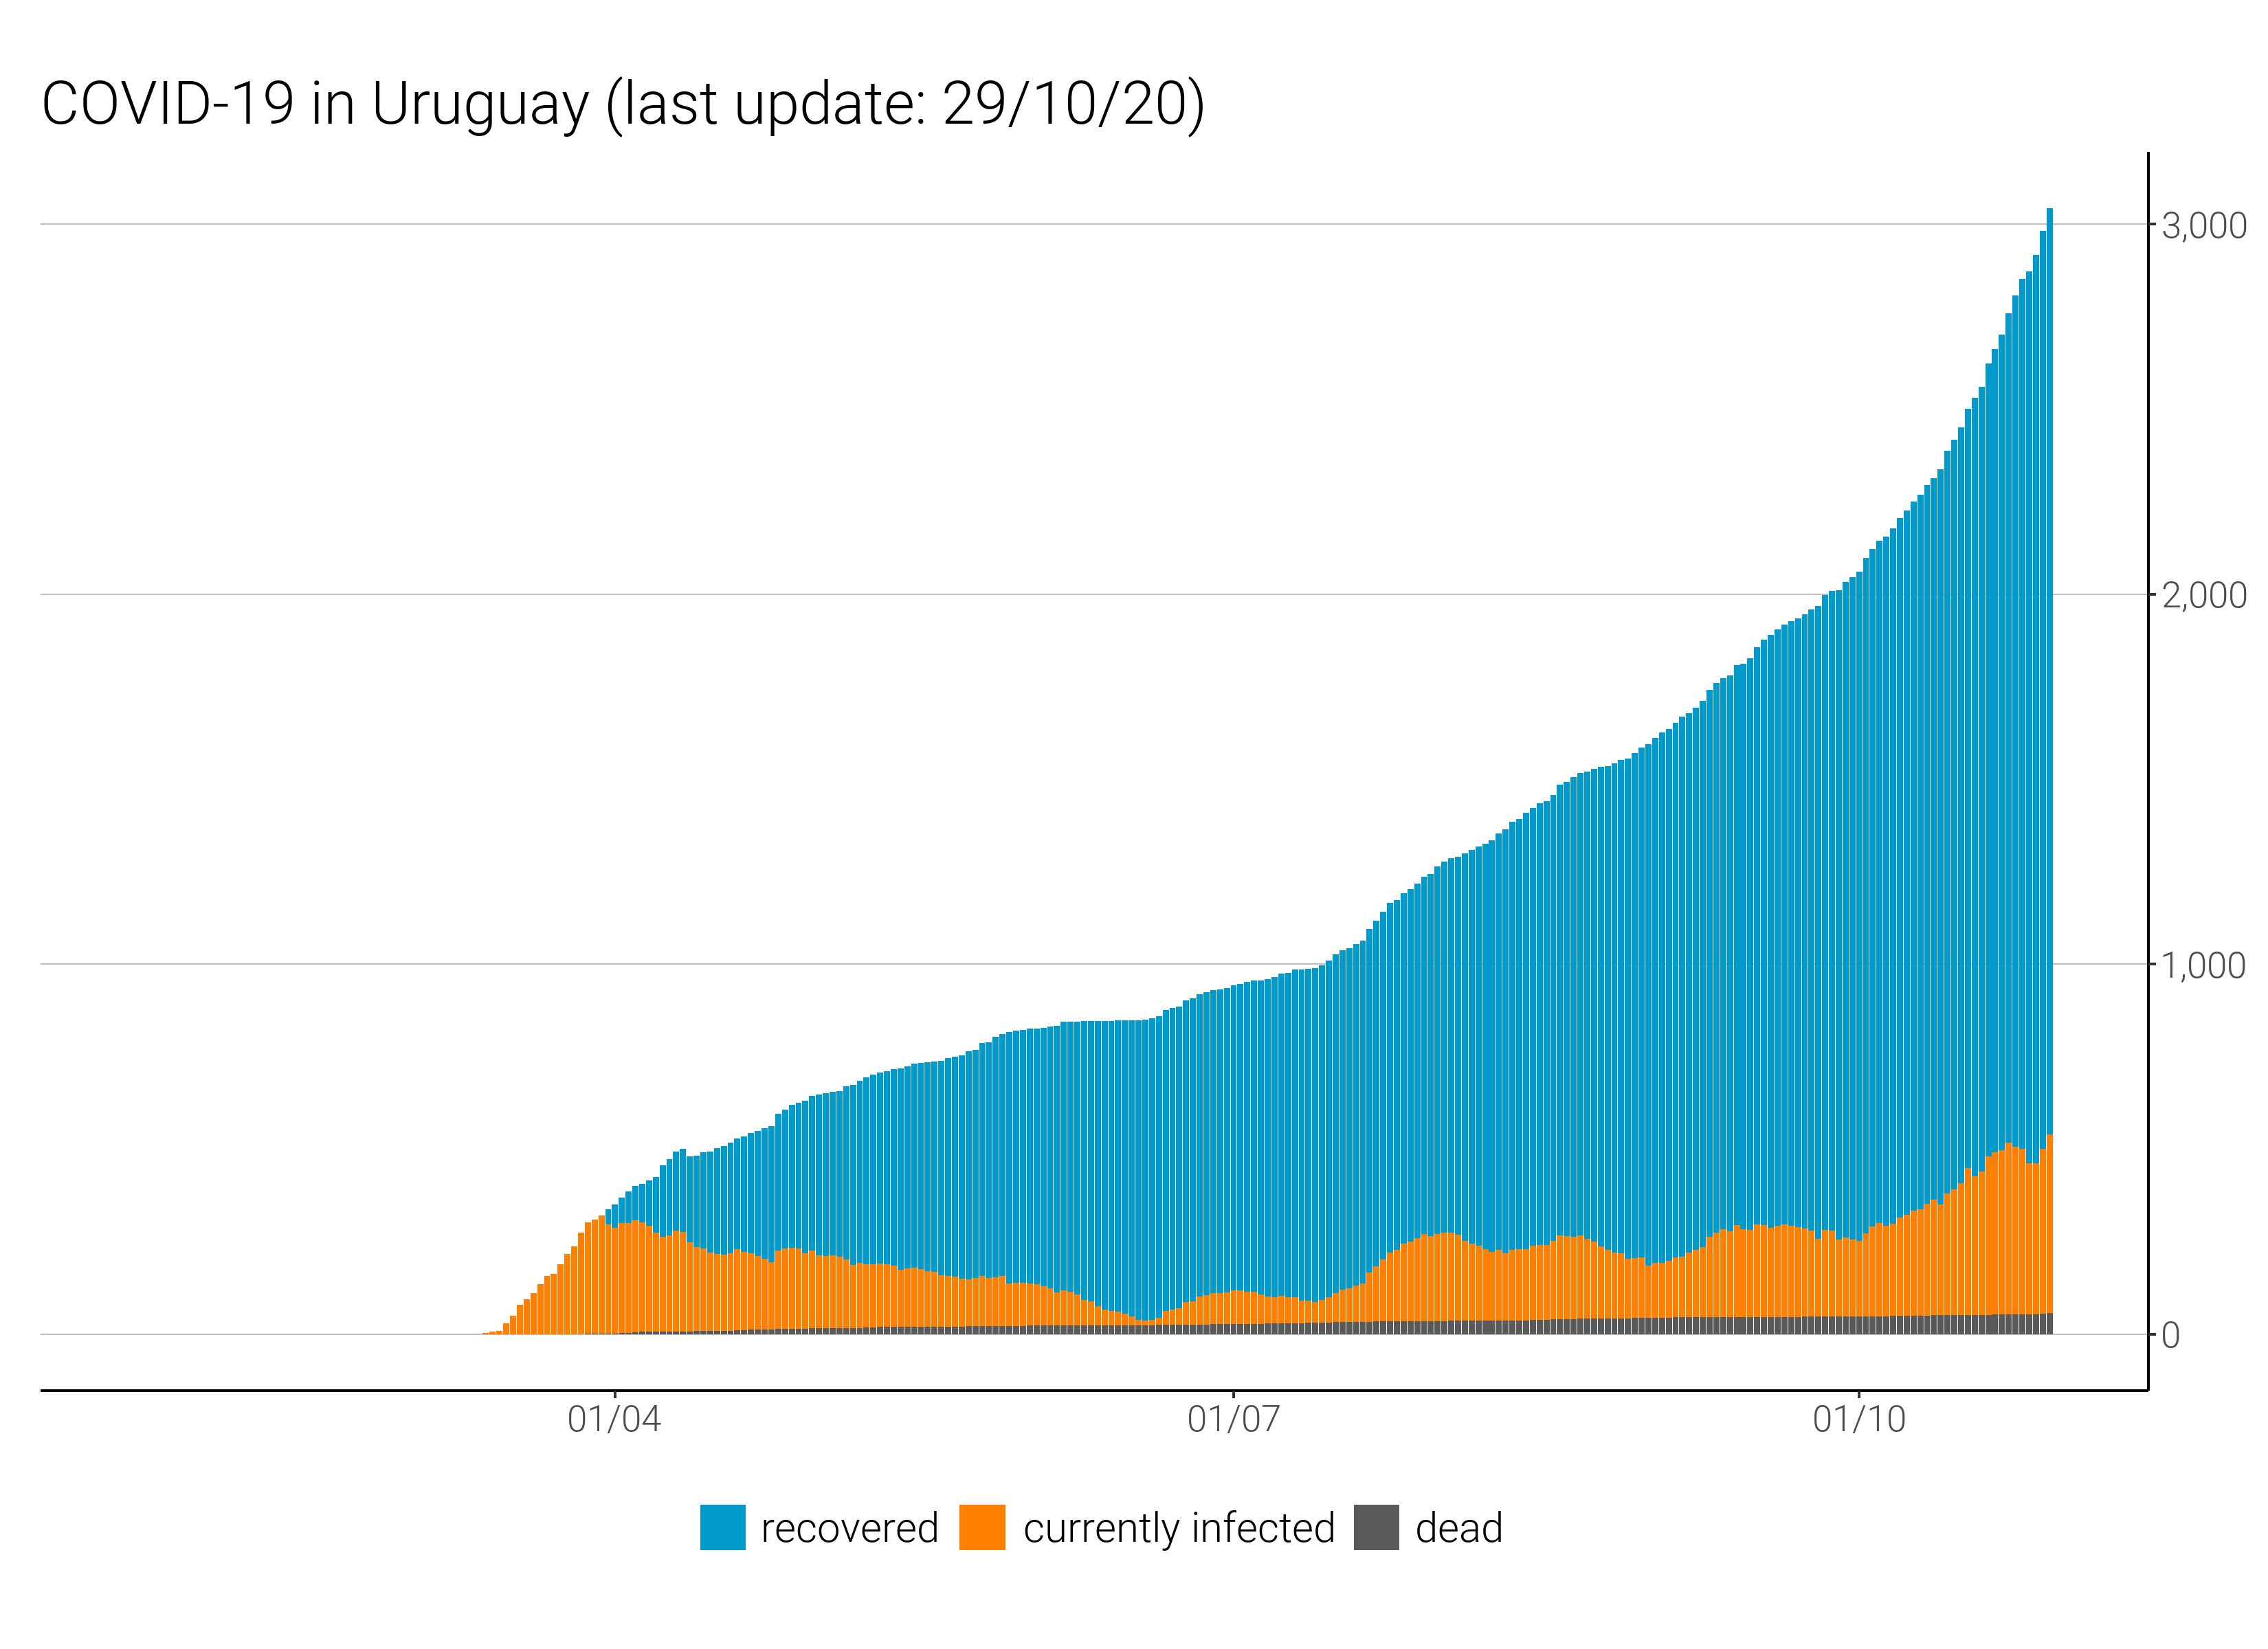 COVID-19 in Uruguay (last update: 29/10/20)
3,000
2,000
1,000
0
01/04 01/07 01/10
recovered currently infected dead